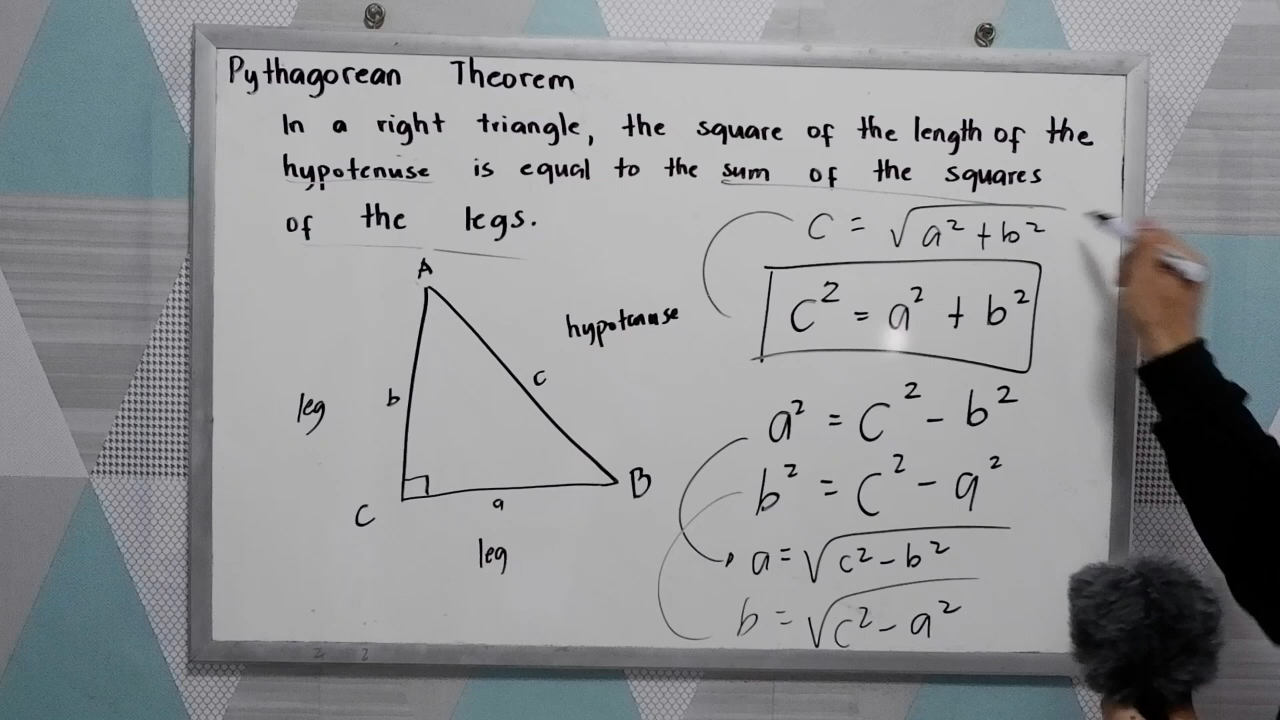 Pythagorean Theorem
In a right triangle, the square of the length of the
hypotenuse is equal to the sum of the squares
of the legs.
c = √(a² + b²)
A
hypotenuse
c² = a² + b²
c
b
leg
a² = c² - b²
B
b² = c² - a²
a
C
leg
a = √(c² - b²)
b = √(c² - a²)